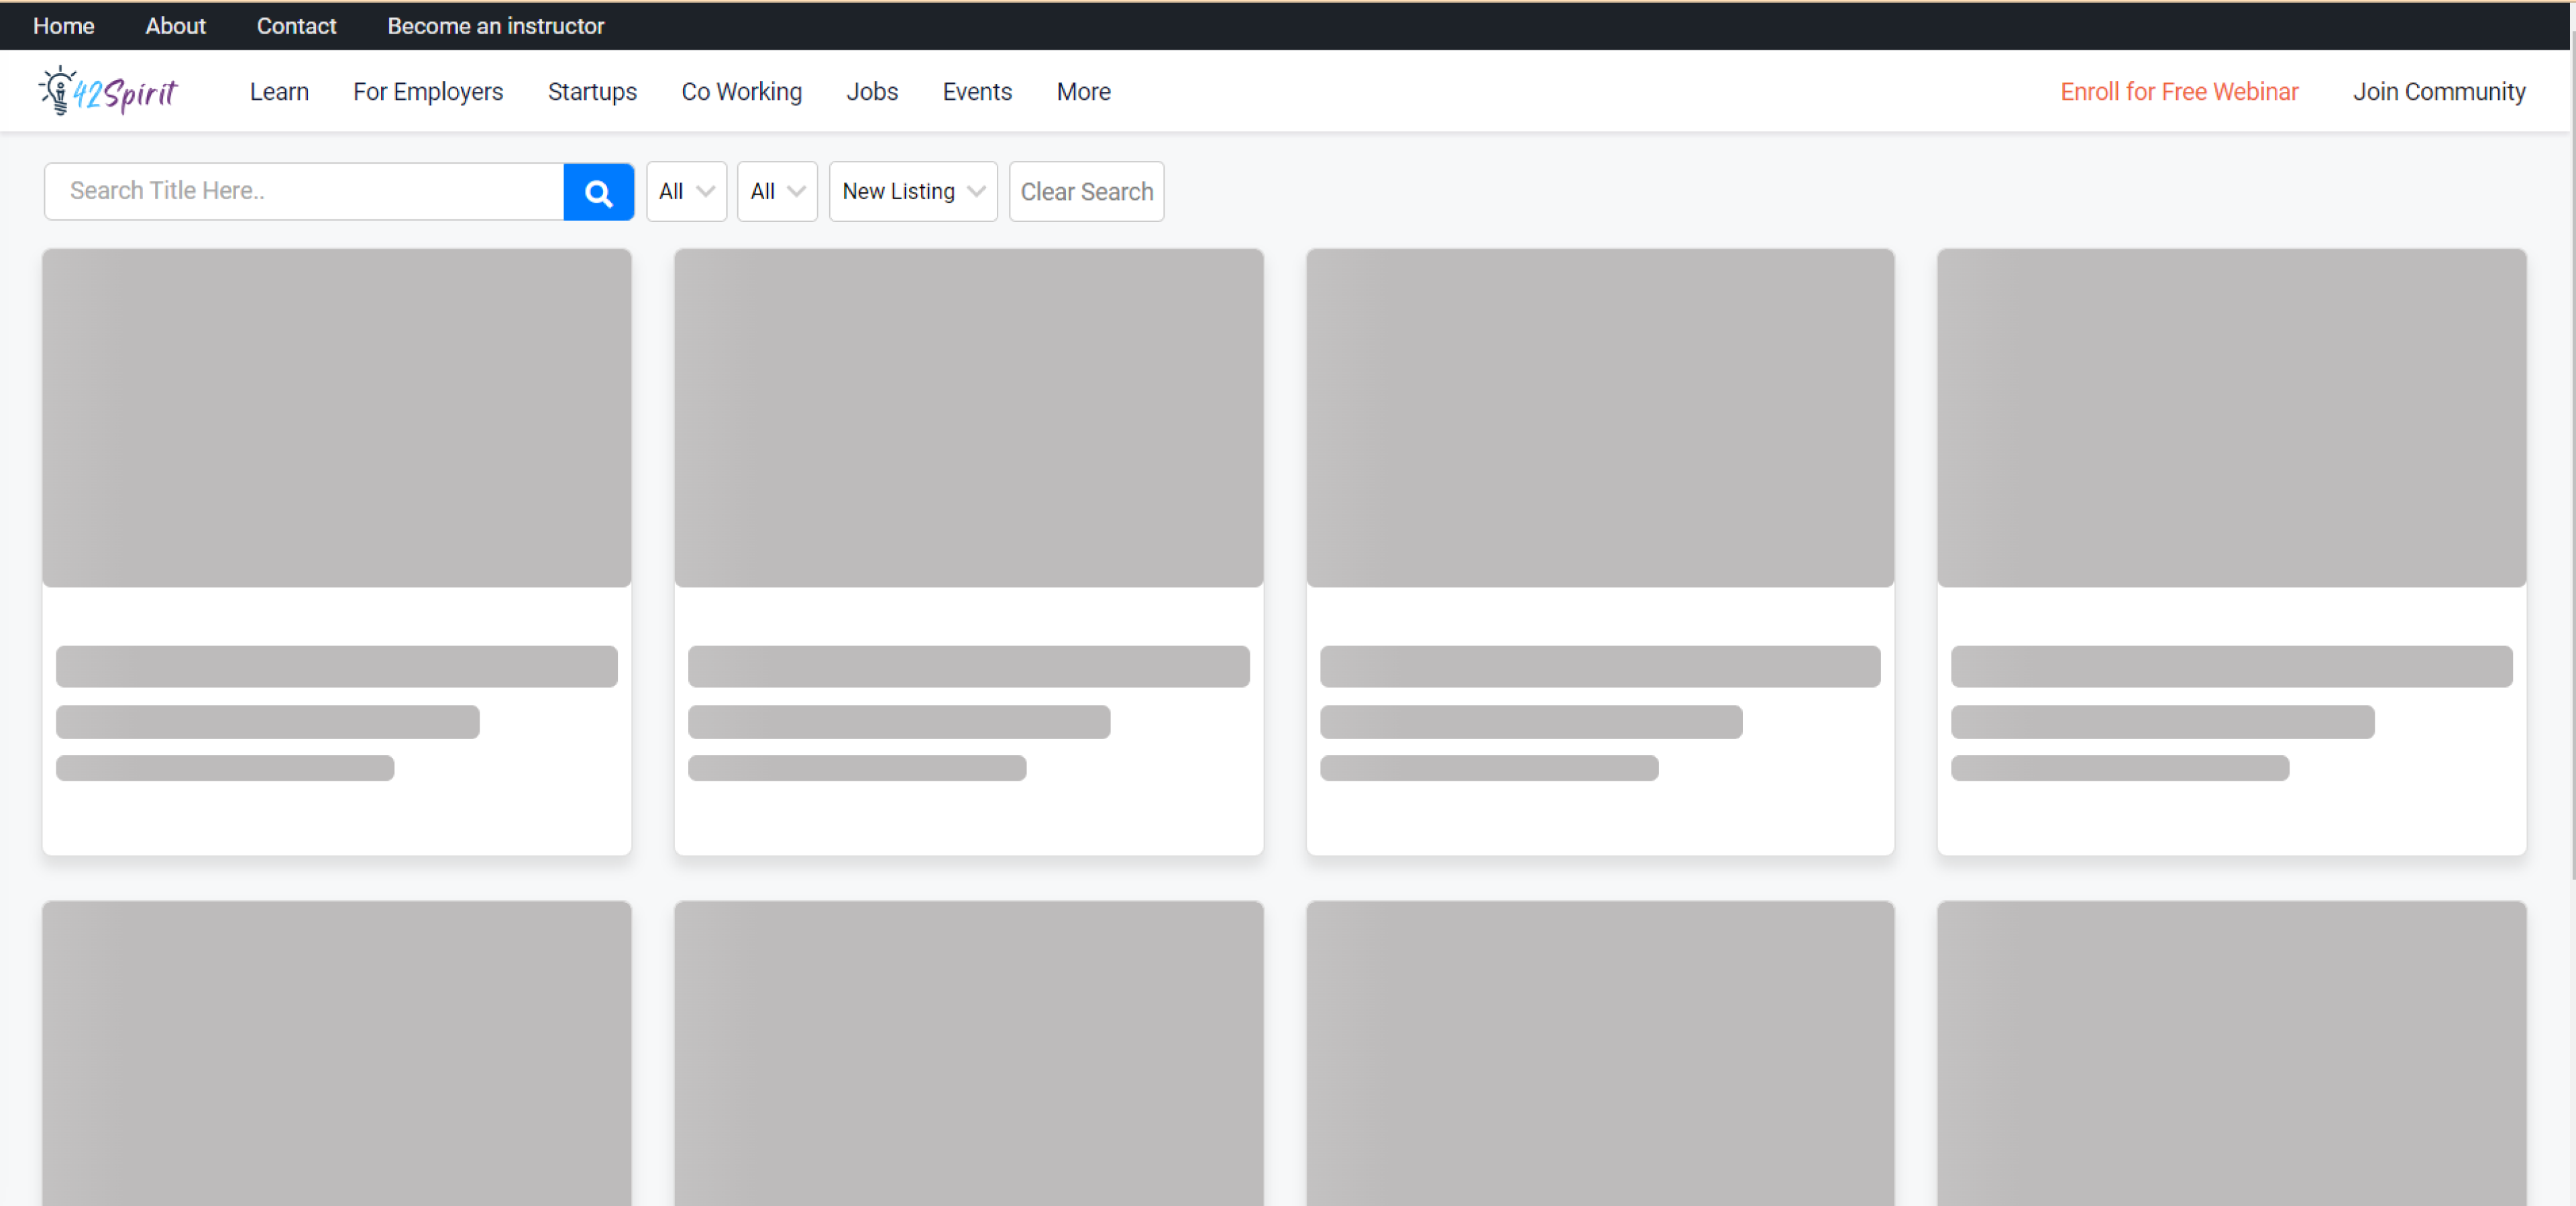 Home About Contact Become an instructor
42Spirit Learn For Employers Startups Co Working Jobs Events More Enroll for Free Webinar Join Community
Search Title Here.. All All New Listing Clear Search